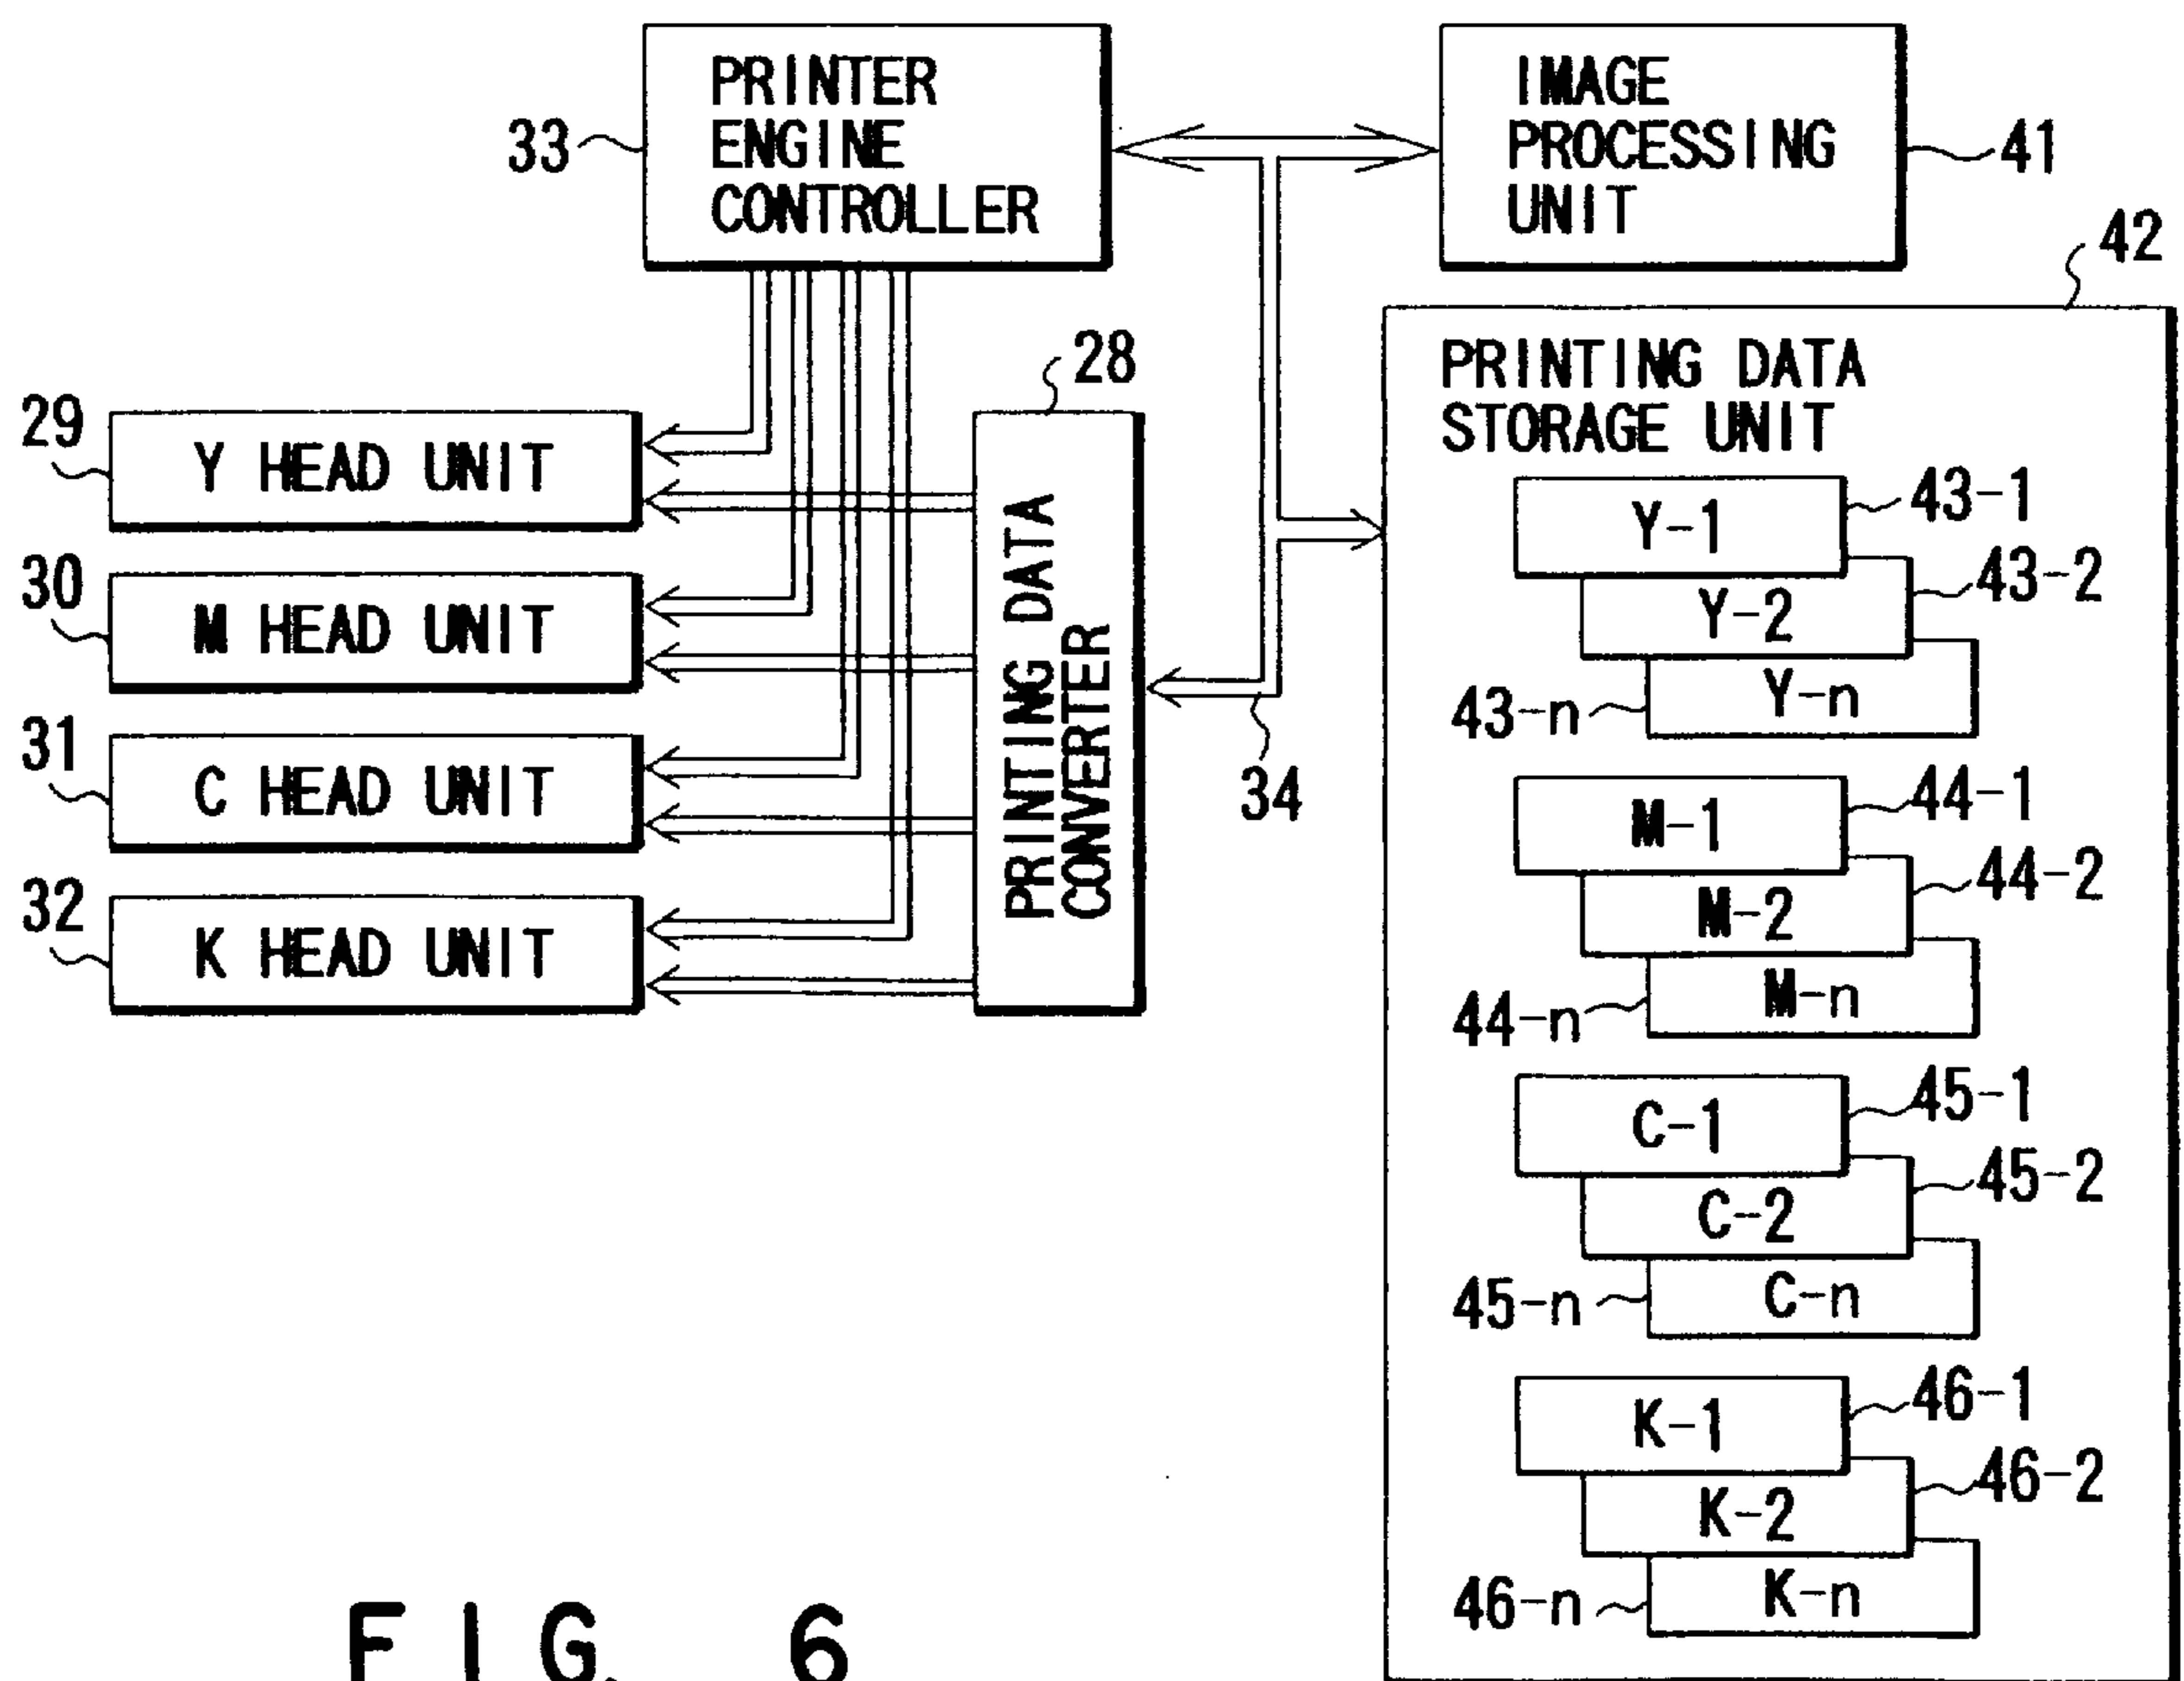 PRINTER
ENGINE
CONTROLLER
33
IMAGE
PROCESSING
UNIT
41
42
28
29
Y HEAD UNIT
30
M HEAD UNIT
31
C HEAD UNIT
32
K HEAD UNIT
PRINTING DATA
CONVERTER
34
PRINTING DATA
STORAGE UNIT
Y-1
43-1
Y-2
43-2
Y-n
43-n
M-1
44-1
M-2
44-2
M-n
44-n
C-1
45-1
C-2
45-2
C-n
45-n
K-1
46-1
K-2
46-2
K-n
46-n
FIG. 6